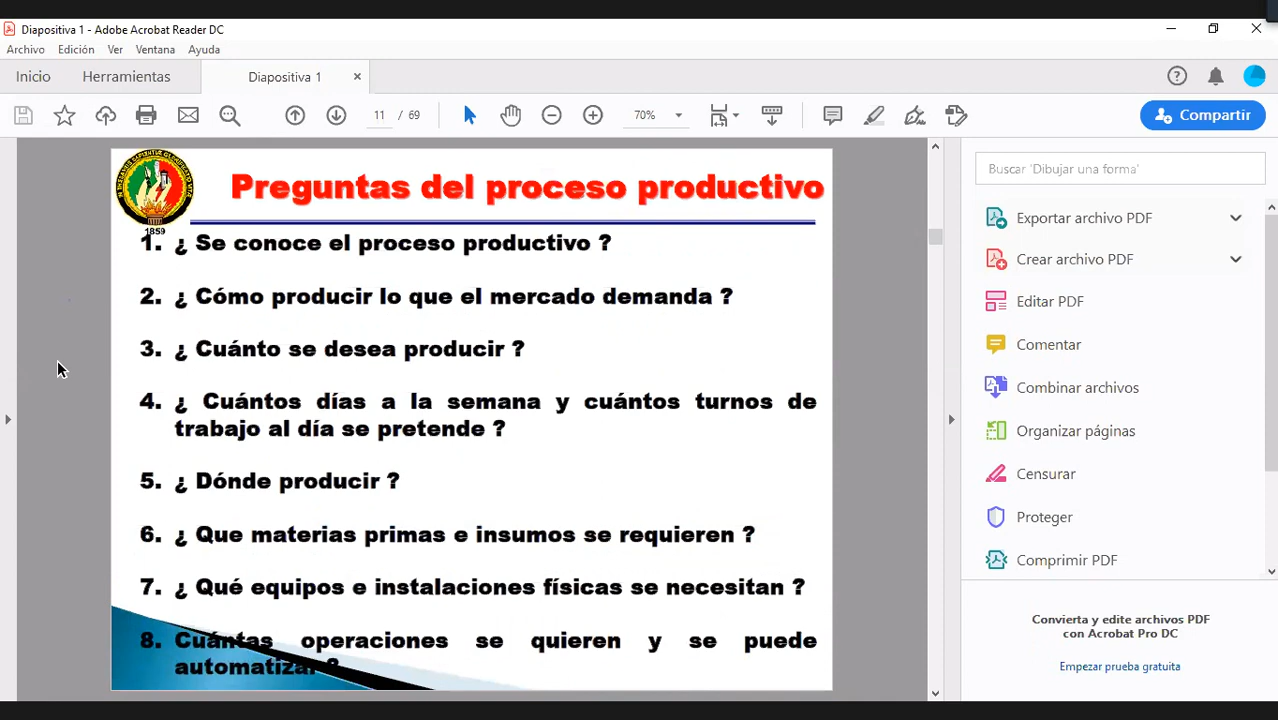 Diapositiva 1 - Adobe Acrobat Reader DC
Archivo Edición Ver Ventana Ayuda
Inicio Herramientas Diapositiva 1
11 / 69 70% Compartir
Preguntas del proceso productivo
1859
1. ¿ Se conoce el proceso productivo ?
2. ¿ Cómo producir lo que el mercado demanda ?
3. ¿ Cuánto se desea producir ?
4. ¿ Cuántos días a la semana y cuántos turnos de
trabajo al día se pretende ?
5. ¿ Dónde producir ?
6. ¿ Que materias primas e insumos se requieren ?
7. ¿ Qué equipos e instalaciones físicas se necesitan ?
8. Cuántas operaciones se quieren y se puede
automatizar ?
Buscar 'Dibujar una forma'
Exportar archivo PDF
Crear archivo PDF
Editar PDF
Comentar
Combinar archivos
Organizar páginas
Censurar
Proteger
Comprimir PDF
Convierta y edite archivos PDF
con Acrobat Pro DC
Empezar prueba gratuita